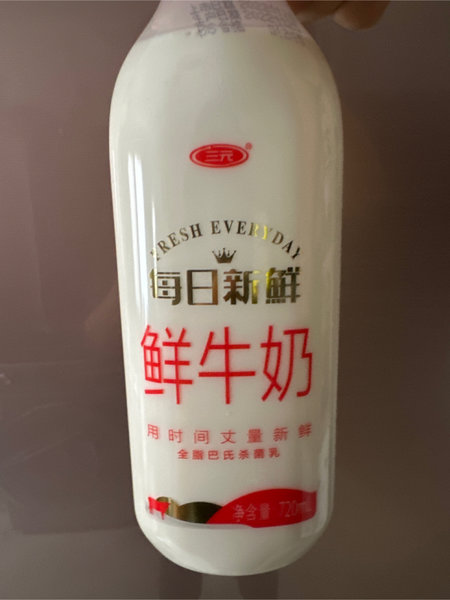 三元®
FRESH EVERYDAY
每日新鲜
鲜牛奶
用时间丈量新鲜
全脂巴氏杀菌乳
净含量 720m